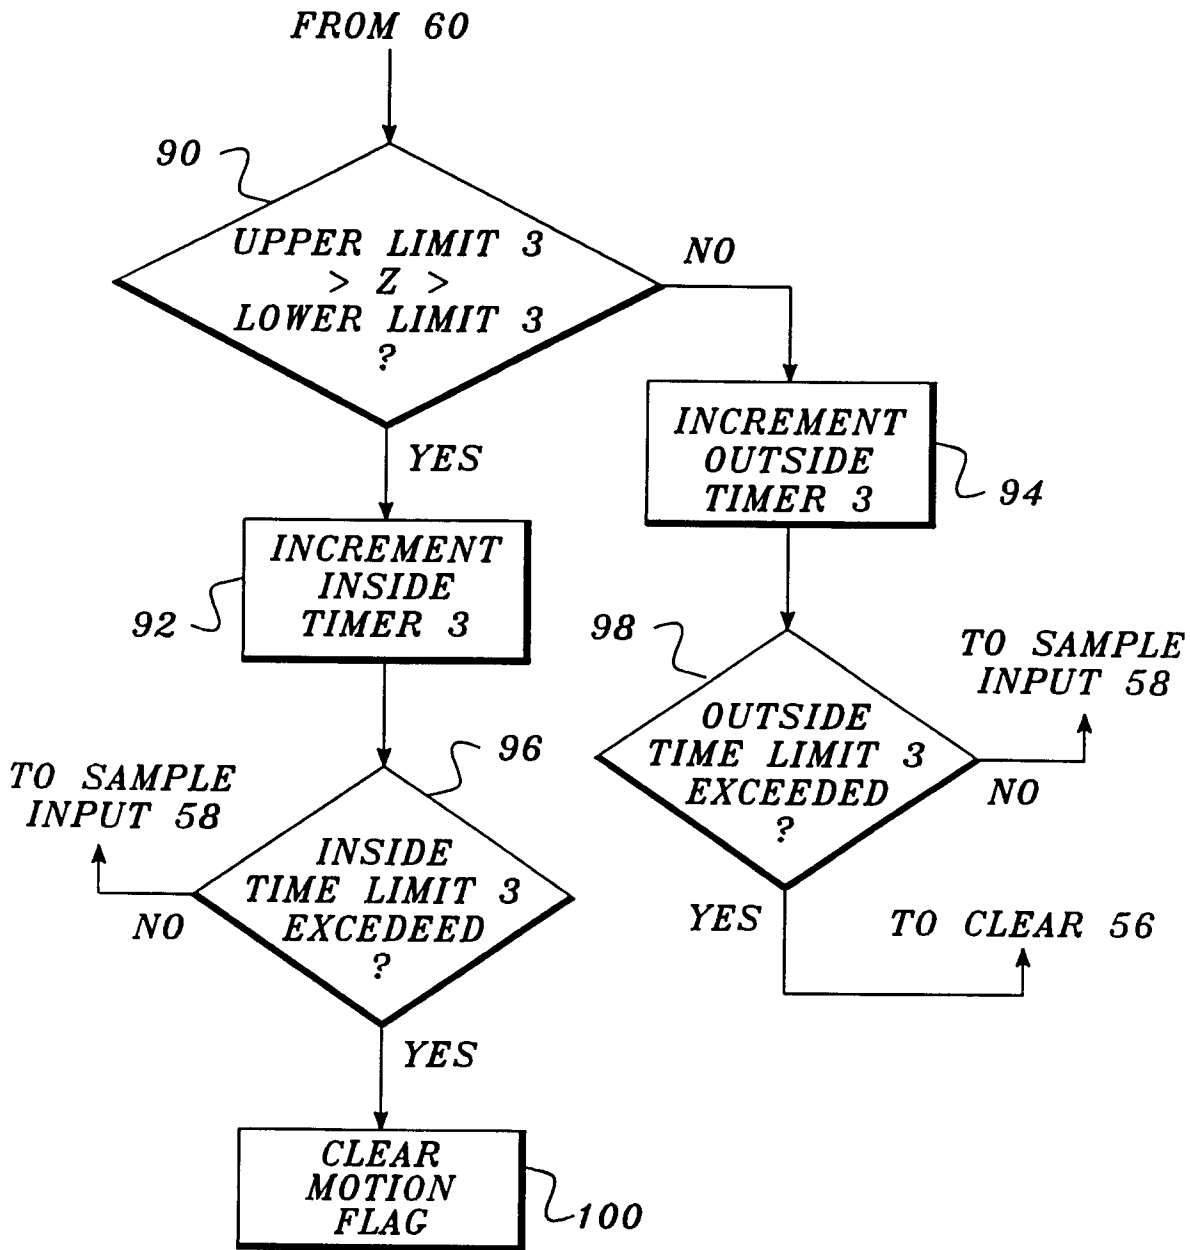 FROM 60
90
UPPER LIMIT 3
> Z >
LOWER LIMIT 3
?
NO
YES
INCREMENT
OUTSIDE
TIMER 3
94
INCREMENT
INSIDE
TIMER 3
92
98
OUTSIDE
TIME LIMIT 3
EXCEEDED
?
TO SAMPLE
INPUT 58
NO
YES
TO CLEAR 56
96
TO SAMPLE
INPUT 58
NO
INSIDE
TIME LIMIT 3
EXCEDEED
?
YES
CLEAR
MOTION
FLAG
100